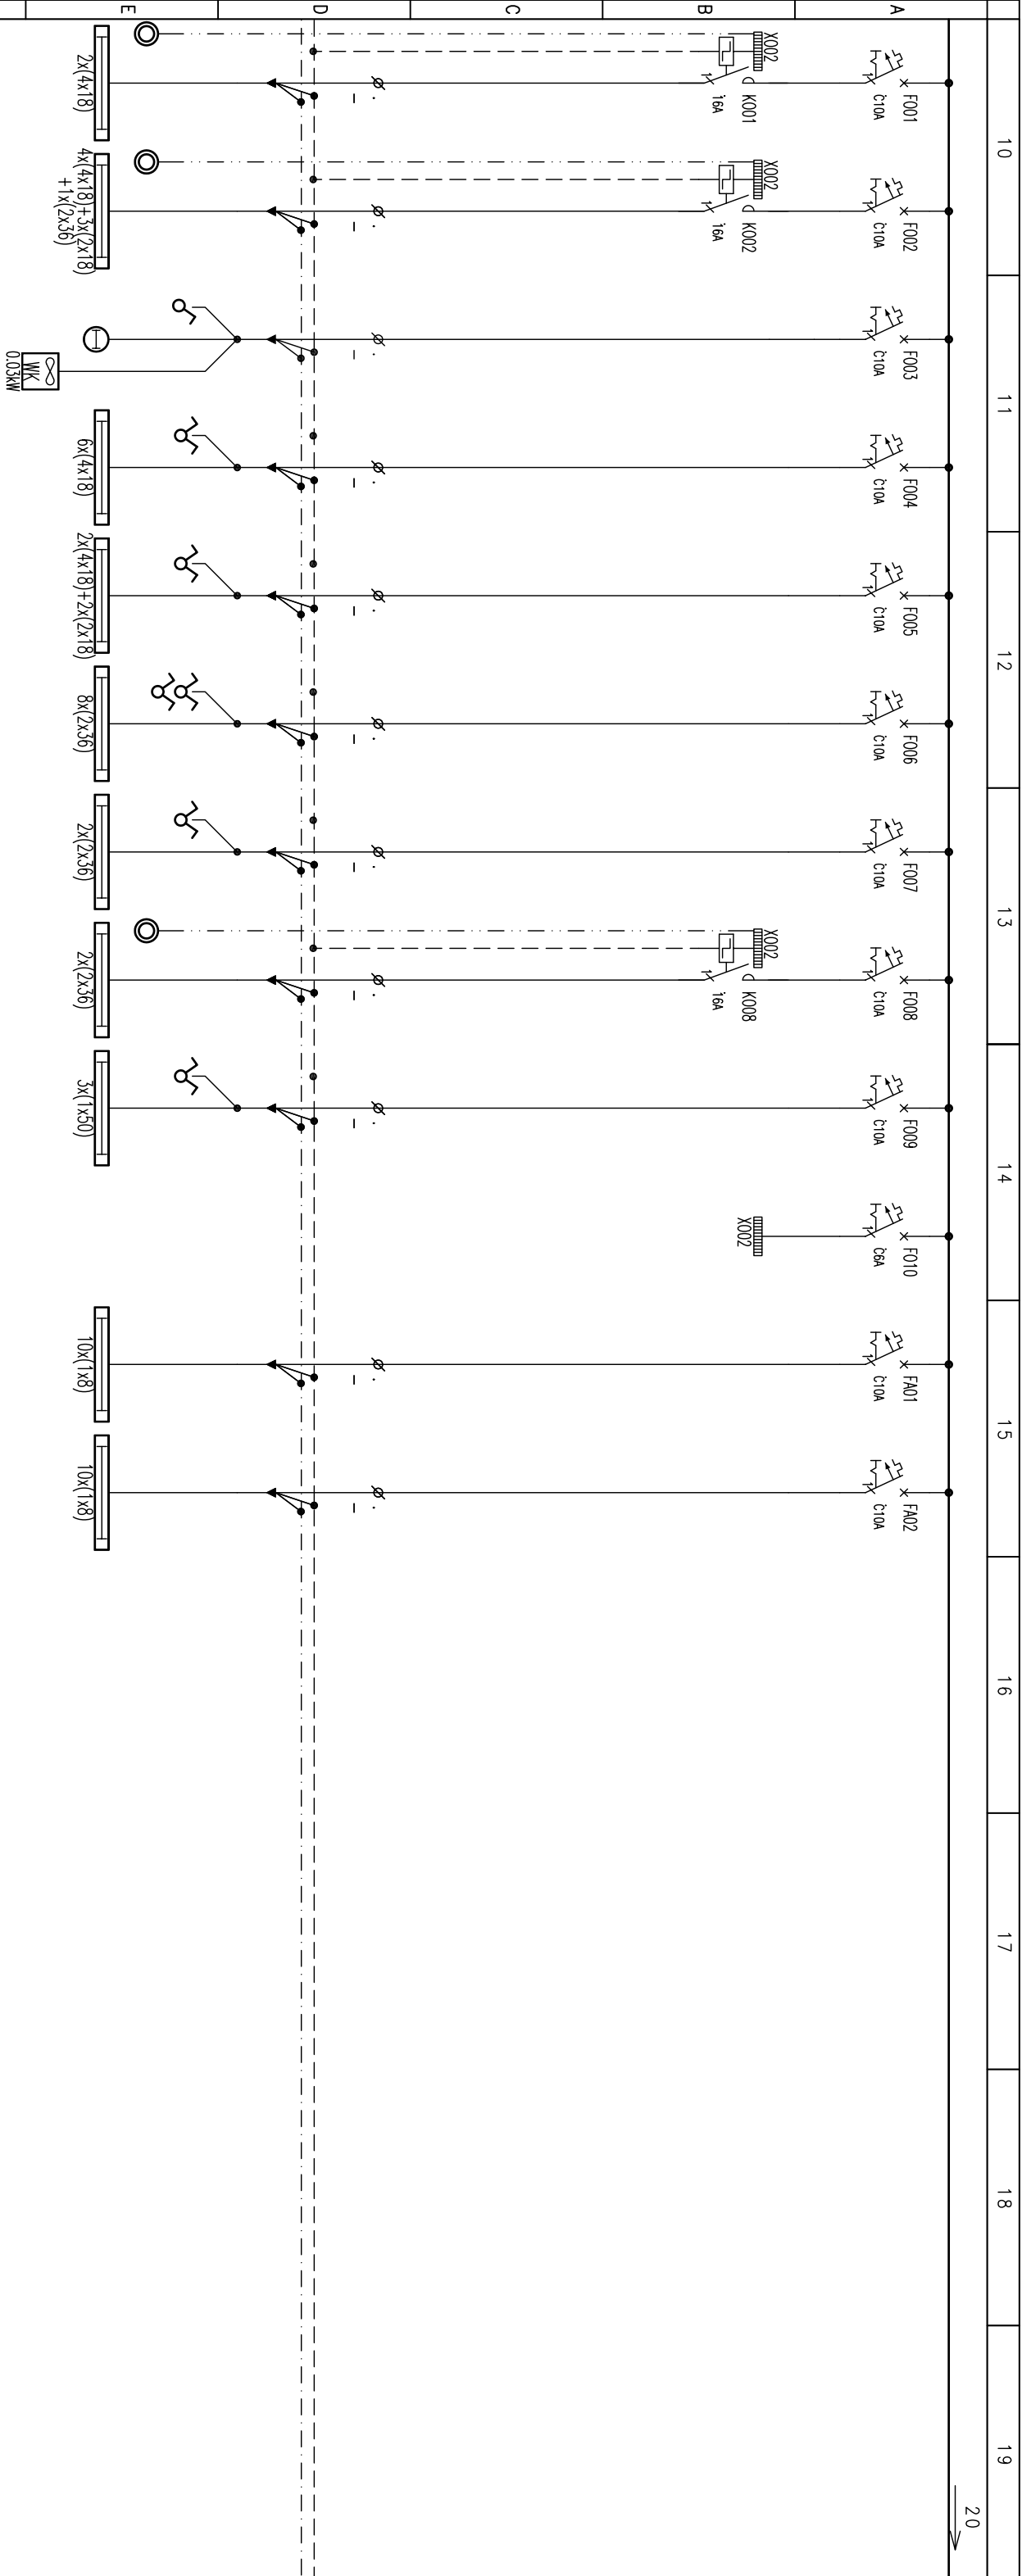 10
11
12
13
14
15
16
17
18
19
20
A
B
C
D
E
F001
C10A
F002
C10A
F003
C10A
F004
C10A
F005
C10A
F006
C10A
F007
C10A
F008
C10A
F009
C10A
F010
C6A
FA01
C10A
FA02
C10A
X002
K001
16A
X002
K002
16A
X002
K008
16A
X002
2x(4x18)
4x(4x18)+3x(2x18)
+1x(2x36)
WK
0.03kW
6x(4x18)
2x(4x18)+2x(2x18)
8x(2x36)
2x(2x36)
2x(2x36)
3x(1x50)
10x(1x8)
10x(1x8)